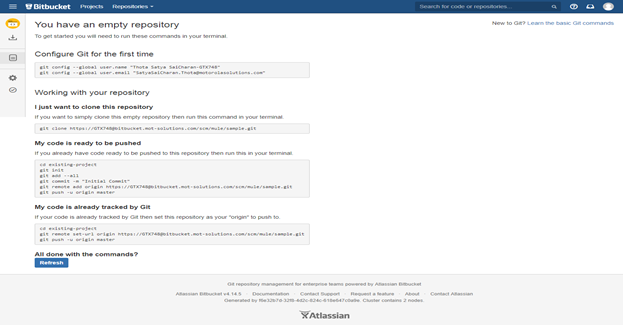 Bitbucket Projects Repositories Search for code or repositories...
You have an empty repository
New to Git? Learn the basic Git commands
To get started you will need to run these commands in your terminal.
Configure Git for the first time
git config --global user.name "Thota Satya SaiCharan-GTX748"
git config --global user.email "SatyaSaiCharan.Thota@motorolasolutions.com"
Working with your repository
I just want to clone this repository
If you want to simply clone this empty repository then run this command in your terminal.
git clone https://GTX748@bitbucket.mot-solutions.com/scm/mule/sample.git
My code is ready to be pushed
If you already have code ready to be pushed to this repository then run this in your terminal.
cd existing-project
git init
git add --all
git commit -m "Initial Commit"
git remote add origin https://GTX748@bitbucket.mot-solutions.com/scm/mule/sample.git
git push -u origin master
My code is already tracked by Git
If your code is already tracked by Git then set this repository as your "origin" to push to.
cd existing-project
git remote set-url origin https://GTX748@bitbucket.mot-solutions.com/scm/mule/sample.git
git push -u origin master
All done with the commands?
Refresh
Git repository management for enterprise teams powered by Atlassian Bitbucket
Atlassian Bitbucket v4.14.5 · Documentation · Contact Support · Request a feature · About · Contact Atlassian
Generated by Cluster contains 2 nodes.
Atlassian